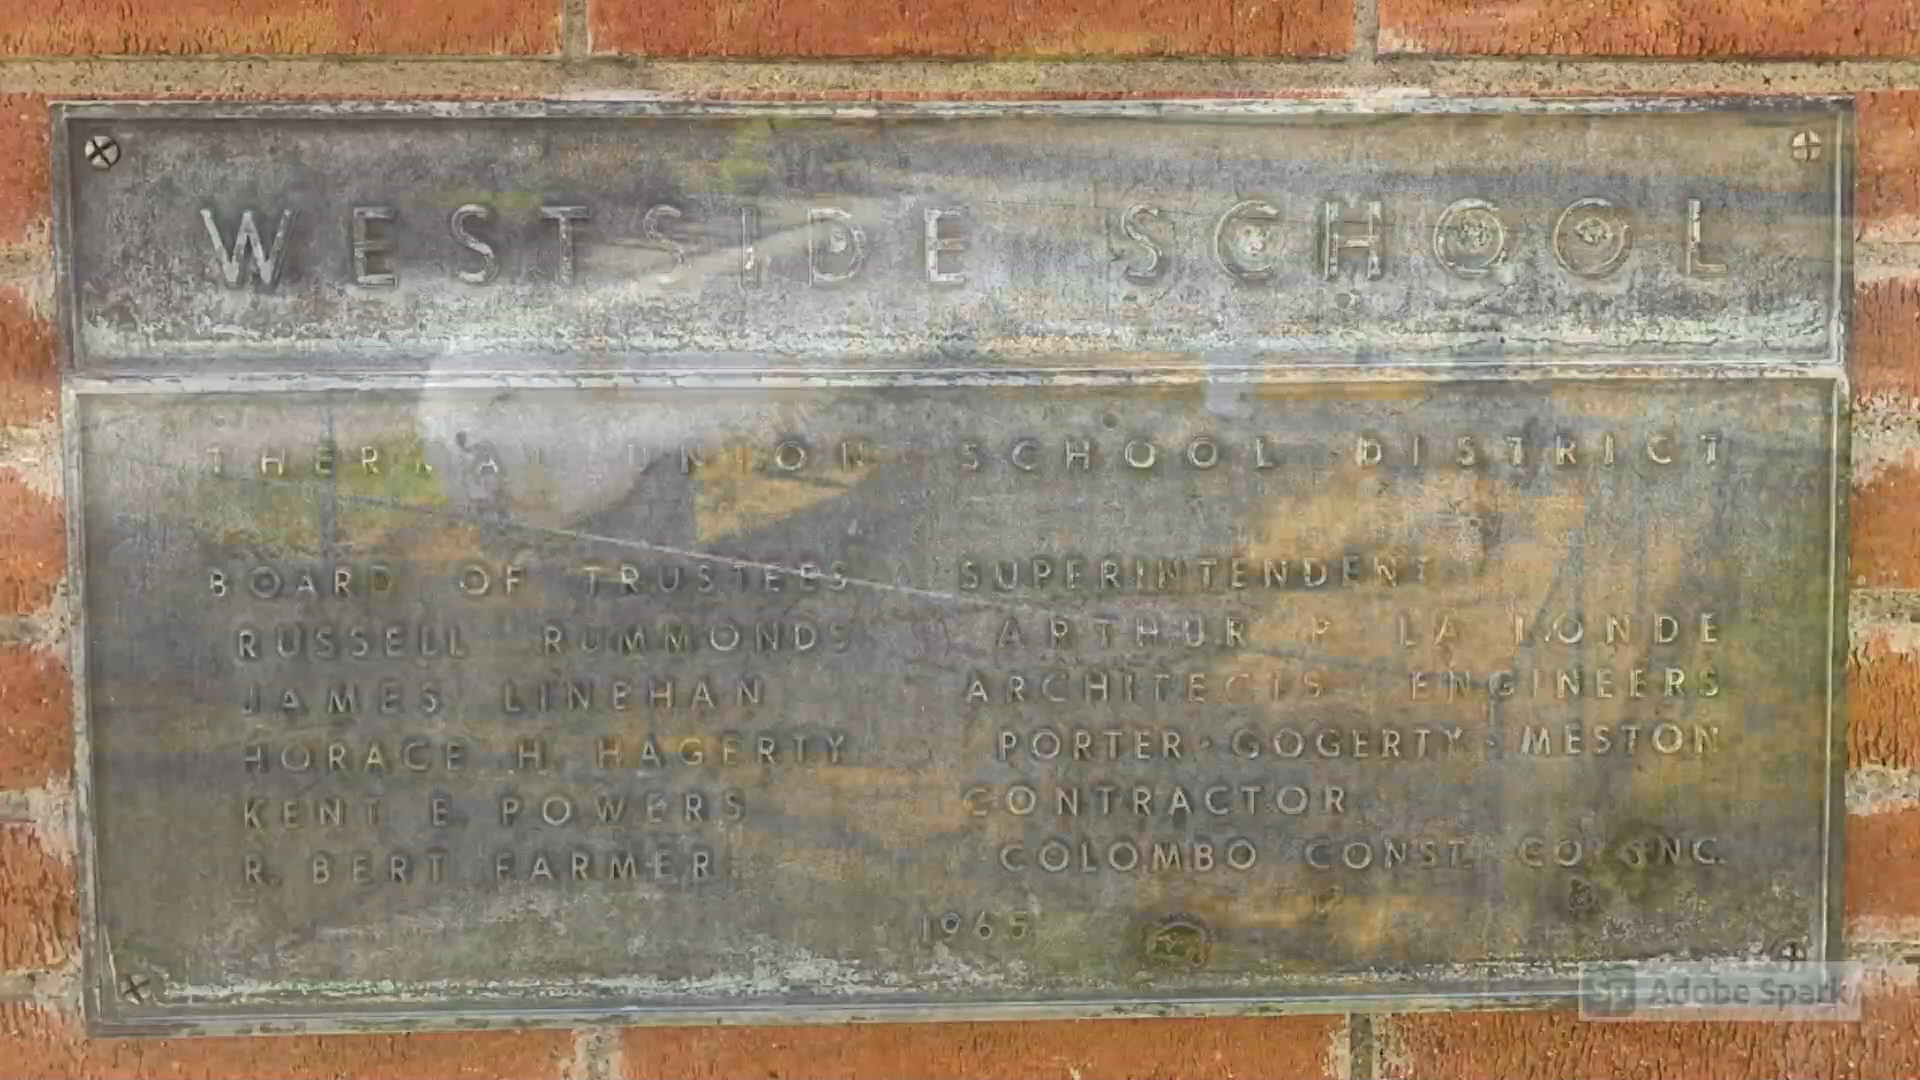 WESTSIDE SCHOOL
THERMAL UNION SCHOOL DISTRICT
BOARD OF TRUSTEES
RUSSELL RUMMONDS
JAMES LINEHAN
HORACE H. HAGERTY
KENT E. POWERS
R. BERT FARMER
SUPERINTENDENT
ARTHUR P LA LONDE
ARCHITECTS ENGINEERS
PORTER · GOGERTY · MESTON
CONTRACTOR
COLOMBO CONST. CO. INC.
1965
Sp Adobe Spark